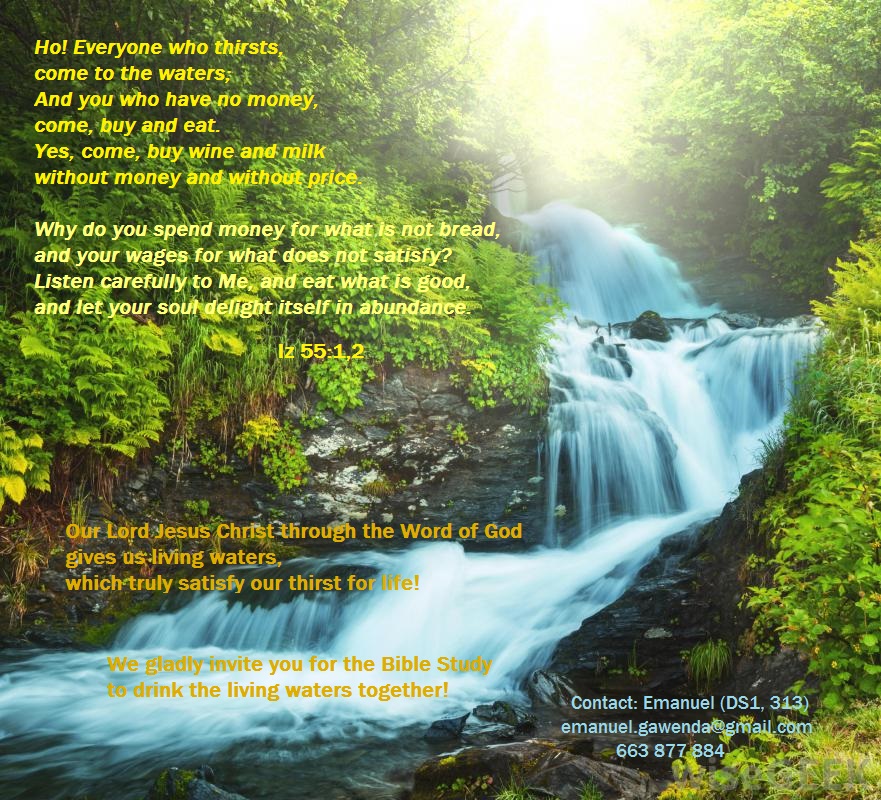 Ho! Everyone who thirsts,
come to the waters;
And you who have no money,
come, buy and eat.
Yes, come, buy wine and milk
without money and without price.
Why do you spend money for what is not bread,
and your wages for what does not satisfy?
Listen carefully to Me, and eat what is good,
and let your soul delight itself in abundance.
Iz 55:1,2
Our Lord Jesus Christ through the Word of God
gives us living waters,
which truly satisfy our thirst for life!
We gladly invite you for the Bible Study
to drink the living waters together!
Contact: Emanuel (DS1, 313)
emanuel.gawenda@gmail.com
663 877 884
wiseGEEK